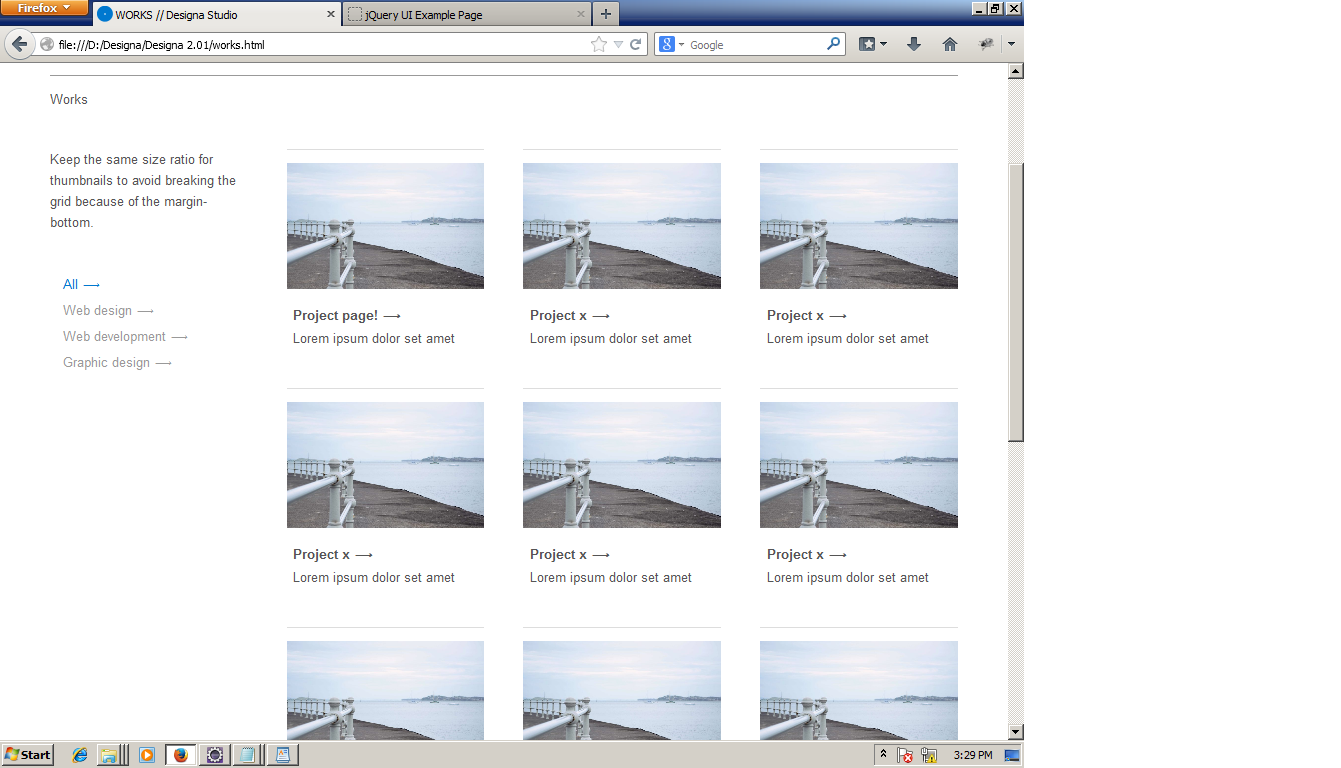 Firefox
WORKS // Designa Studio
jQuery UI Example Page
file:///D:/Designa/Designa 2.01/works.html
Google
Works
Keep the same size ratio for
thumbnails to avoid breaking the
grid because of the margin-
bottom.
All ⟶
Web design ⟶
Web development ⟶
Graphic design ⟶
Project page! ⟶
Lorem ipsum dolor set amet
Project x ⟶
Lorem ipsum dolor set amet
Project x ⟶
Lorem ipsum dolor set amet
Project x ⟶
Lorem ipsum dolor set amet
Project x ⟶
Lorem ipsum dolor set amet
Project x ⟶
Lorem ipsum dolor set amet
Start
3:29 PM